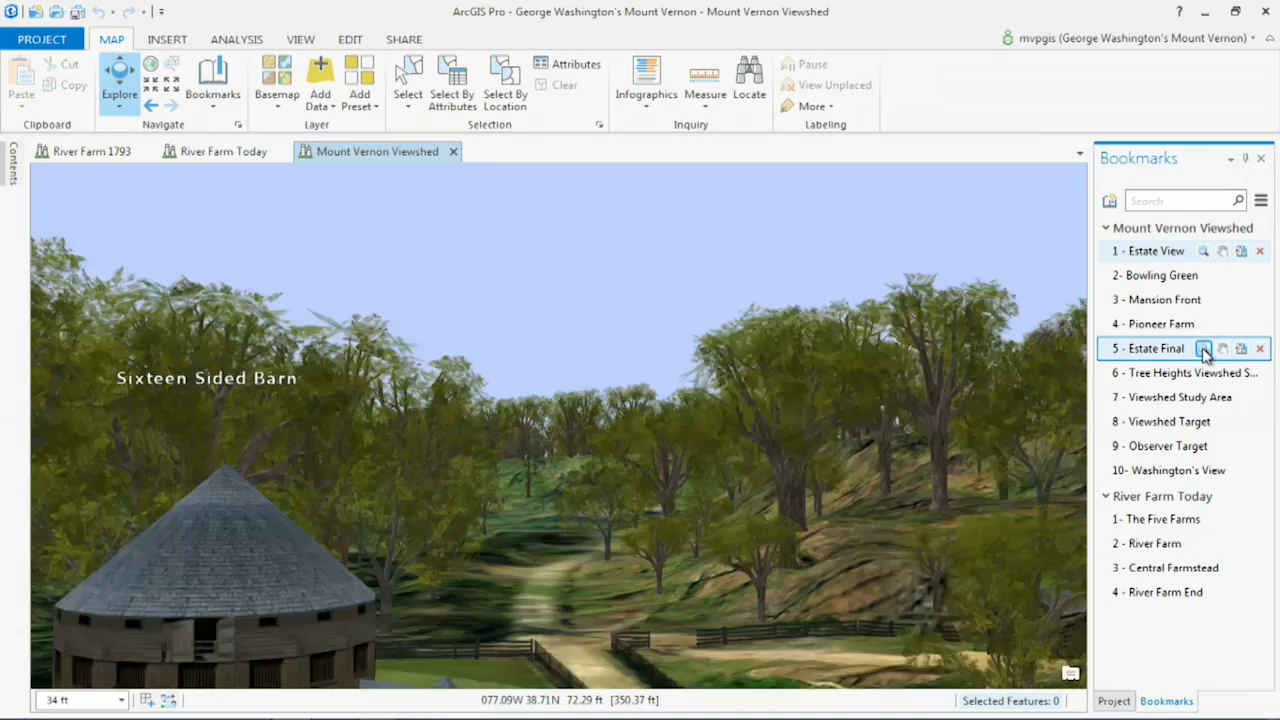 ArcGIS Pro - George Washington's Mount Vernon - Mount Vernon Viewshed
?
PROJECT MAP INSERT ANALYSIS VIEW EDIT SHARE
mvpgis (George Washington's Mount Vernon)
Paste
Cut
Copy
Clipboard
Explore
Bookmarks
Navigate
Basemap
Add Data
Add Preset
Layer
Select
Select By Attributes
Select By Location
Attributes
Clear
Selection
Infographics
Measure
Locate
Inquiry
Pause
View Unplaced
More
Labeling
Contents
River Farm 1793
River Farm Today
Mount Vernon Viewshed
Sixteen Sided Barn
34 ft
077.09W 38.71N 72.29 ft [350.37 ft]
Selected Features: 0
Bookmarks
Search
Mount Vernon Viewshed
1 - Estate View
2- Bowling Green
3 - Mansion Front
4 - Pioneer Farm
5 - Estate Final
6 - Tree Heights Viewshed S...
7 - Viewshed Study Area
8 - Viewshed Target
9 - Observer Target
10- Washington's View
River Farm Today
1- The Five Farms
2 - River Farm
3 - Central Farmstead
4 - River Farm End
Project Bookmarks